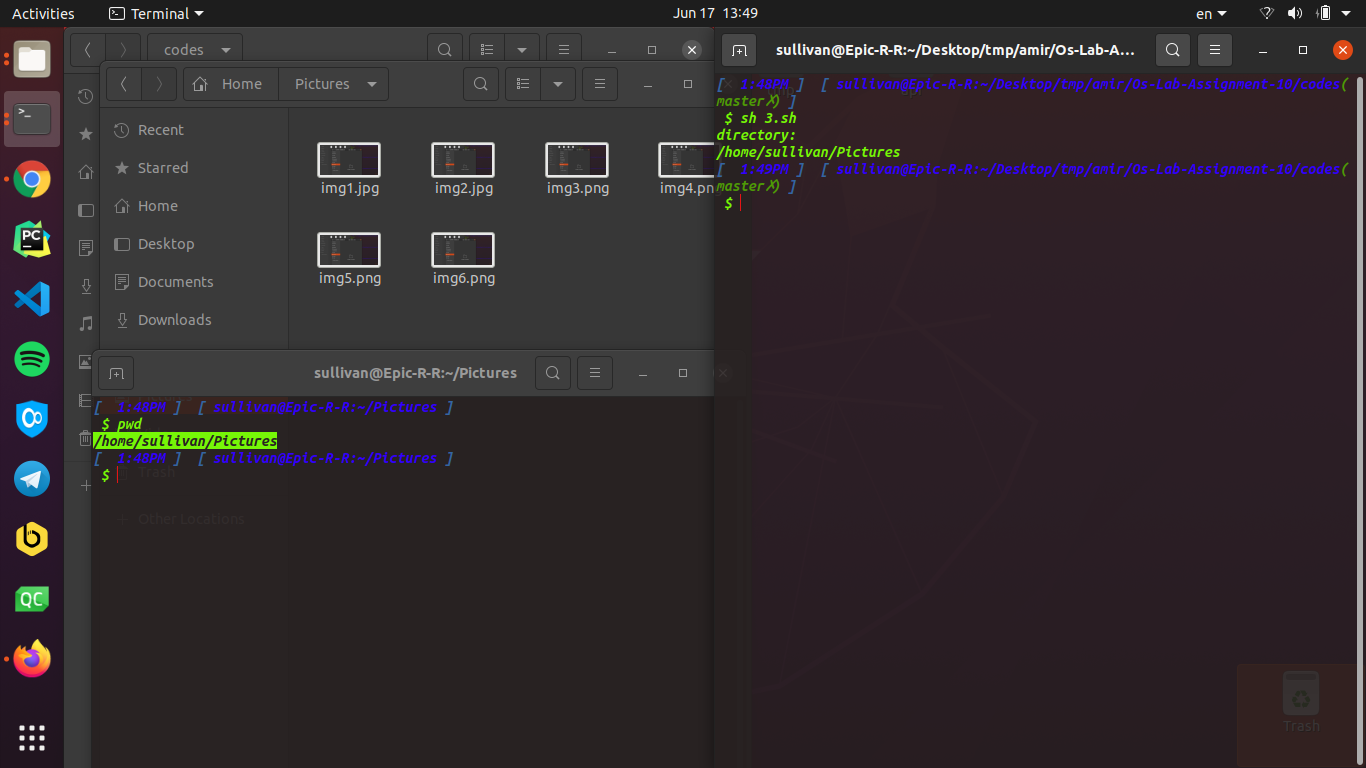 Activities
Terminal
Jun 17 13:49
en
codes
Home
Pictures
Recent
Starred
Home
Desktop
Documents
Downloads
img1.jpg
img2.jpg
img3.png
img4.pn
img5.png
img6.png
sullivan@Epic-R-R:~/Pictures
[ 1:48PM ] [ sullivan@Epic-R-R:~/Pictures ]
$ pwd
/home/sullivan/Pictures
[ 1:48PM ] [ sullivan@Epic-R-R:~/Pictures ]
$
Trash
+ Other Locations
sullivan@Epic-R-R:~/Desktop/tmp/amir/Os-Lab-A...
[ 1:48PM ] [ sullivan@Epic-R-R:~/Desktop/tmp/amir/Os-Lab-Assignment-10/codes(
master✗) ]
$ sh 3.sh
directory:
/home/sullivan/Pictures
[ 1:49PM ] [ sullivan@Epic-R-R:~/Desktop/tmp/amir/Os-Lab-Assignment-10/codes(
master✗) ]
$
Trash
PC
QC